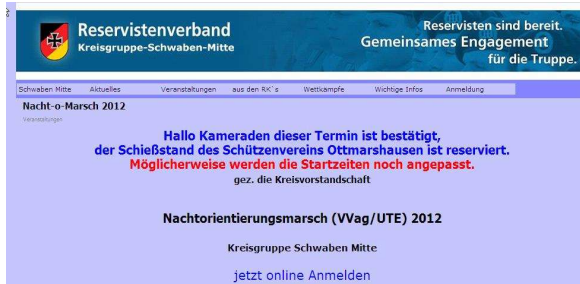 Reservistenverband
Kreisgruppe-Schwaben-Mitte
Reservisten sind bereit.
Gemeinsames Engagement
für die Truppe.
Schwaben Mitte Aktuelles Veranstaltungen aus den RK´s Wettkämpfe Wichtige Infos Anmeldung
Nacht-o-Marsch 2012
Veranstaltungen
Hallo Kameraden dieser Termin ist bestätigt,
der Schießstand des Schützenvereins Ottmarshausen ist reserviert.
Möglicherweise werden die Startzeiten noch angepasst.
gez. die Kreisvorstandschaft
Nachtorientierungsmarsch (VVag/UTE) 2012
Kreisgruppe Schwaben Mitte
jetzt online Anmelden